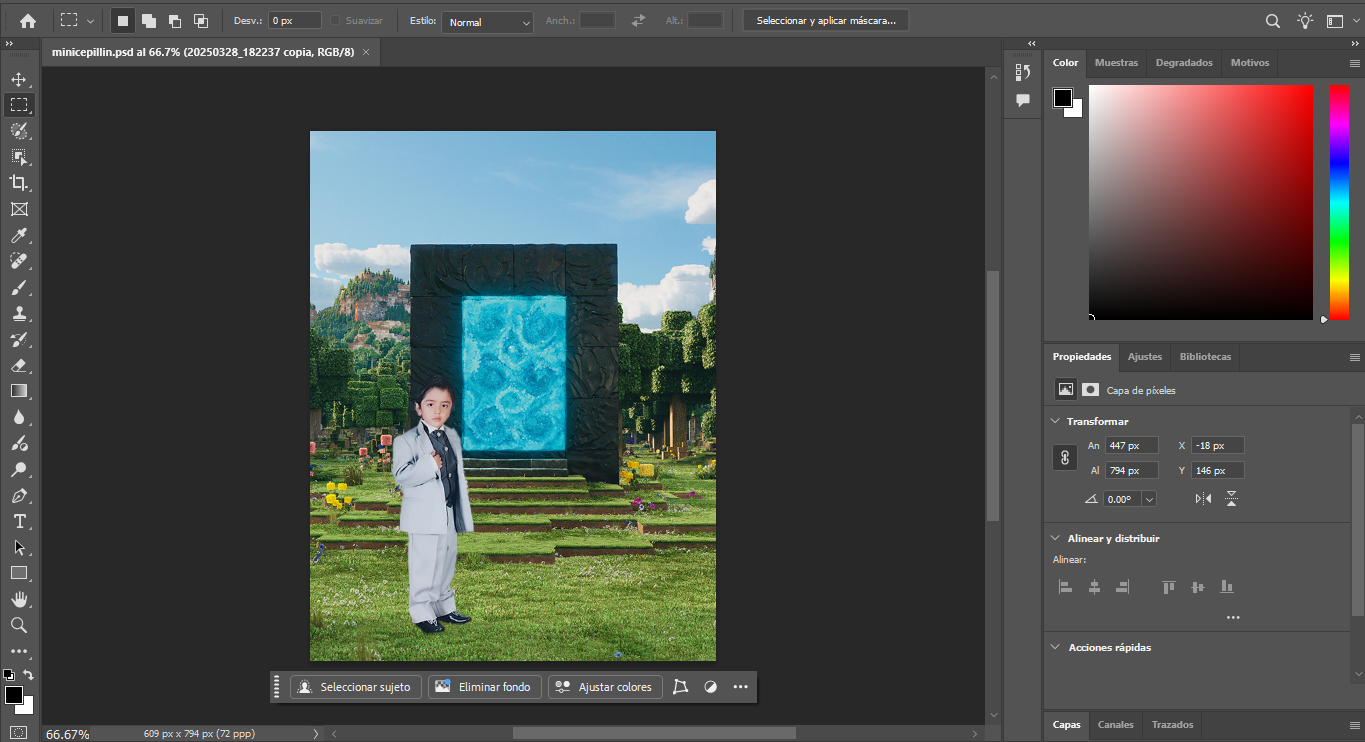 Desv.: 0 px Suavizar Estilo: Normal Anch.: Alt.: Seleccionar y aplicar máscara...
minicepillin.psd al 66.7% (20250328_182237 copia, RGB/8) ×
Color Muestras Degradados Motivos
Propiedades Ajustes Bibliotecas
Capa de píxeles
Transformar
An 447 px X -18 px
Al 794 px Y 146 px
0.00°
Alinear y distribuir
Alinear:
Acciones rápidas
Seleccionar sujeto Eliminar fondo Ajustar colores
Capas Canales Trazados
66.67% 609 px x 794 px (72 ppp)